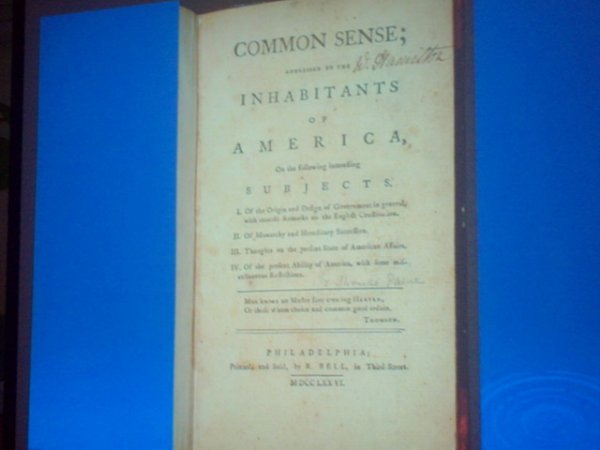 COMMON SENSE;
ADDRESSED TO THE
W. Hamilton
INHABITANTS
OF
AMERICA,
On the following interesting
SUBJECTS.
I. Of the Origin and Design of Government in general,
with concise Remarks on the English Constitution.
II. Of Monarchy and Hereditary Succession.
III. Thoughts on the present State of American Affairs.
IV. Of the present Ability of America, with some mis-
cellaneous Reflections.
Thomas Paine
Man knows no Master save creating HEAVEN,
Or those whom choice and common good ordain.
THOMSON.
PHILADELPHIA;
Printed, and Sold, by R. BELL, in Third-Street.
MDCCLXXVI.